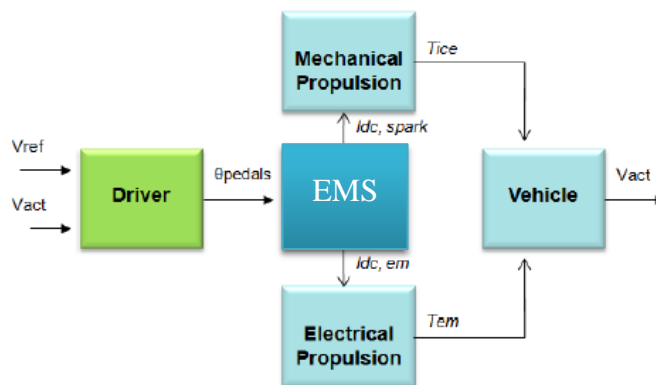 Mechanical
Propulsion
Tice
Idc, spark
Vref
Vact
Driver
θpedals
EMS
Vehicle
Vact
Idc, em
Electrical
Propulsion
Tem